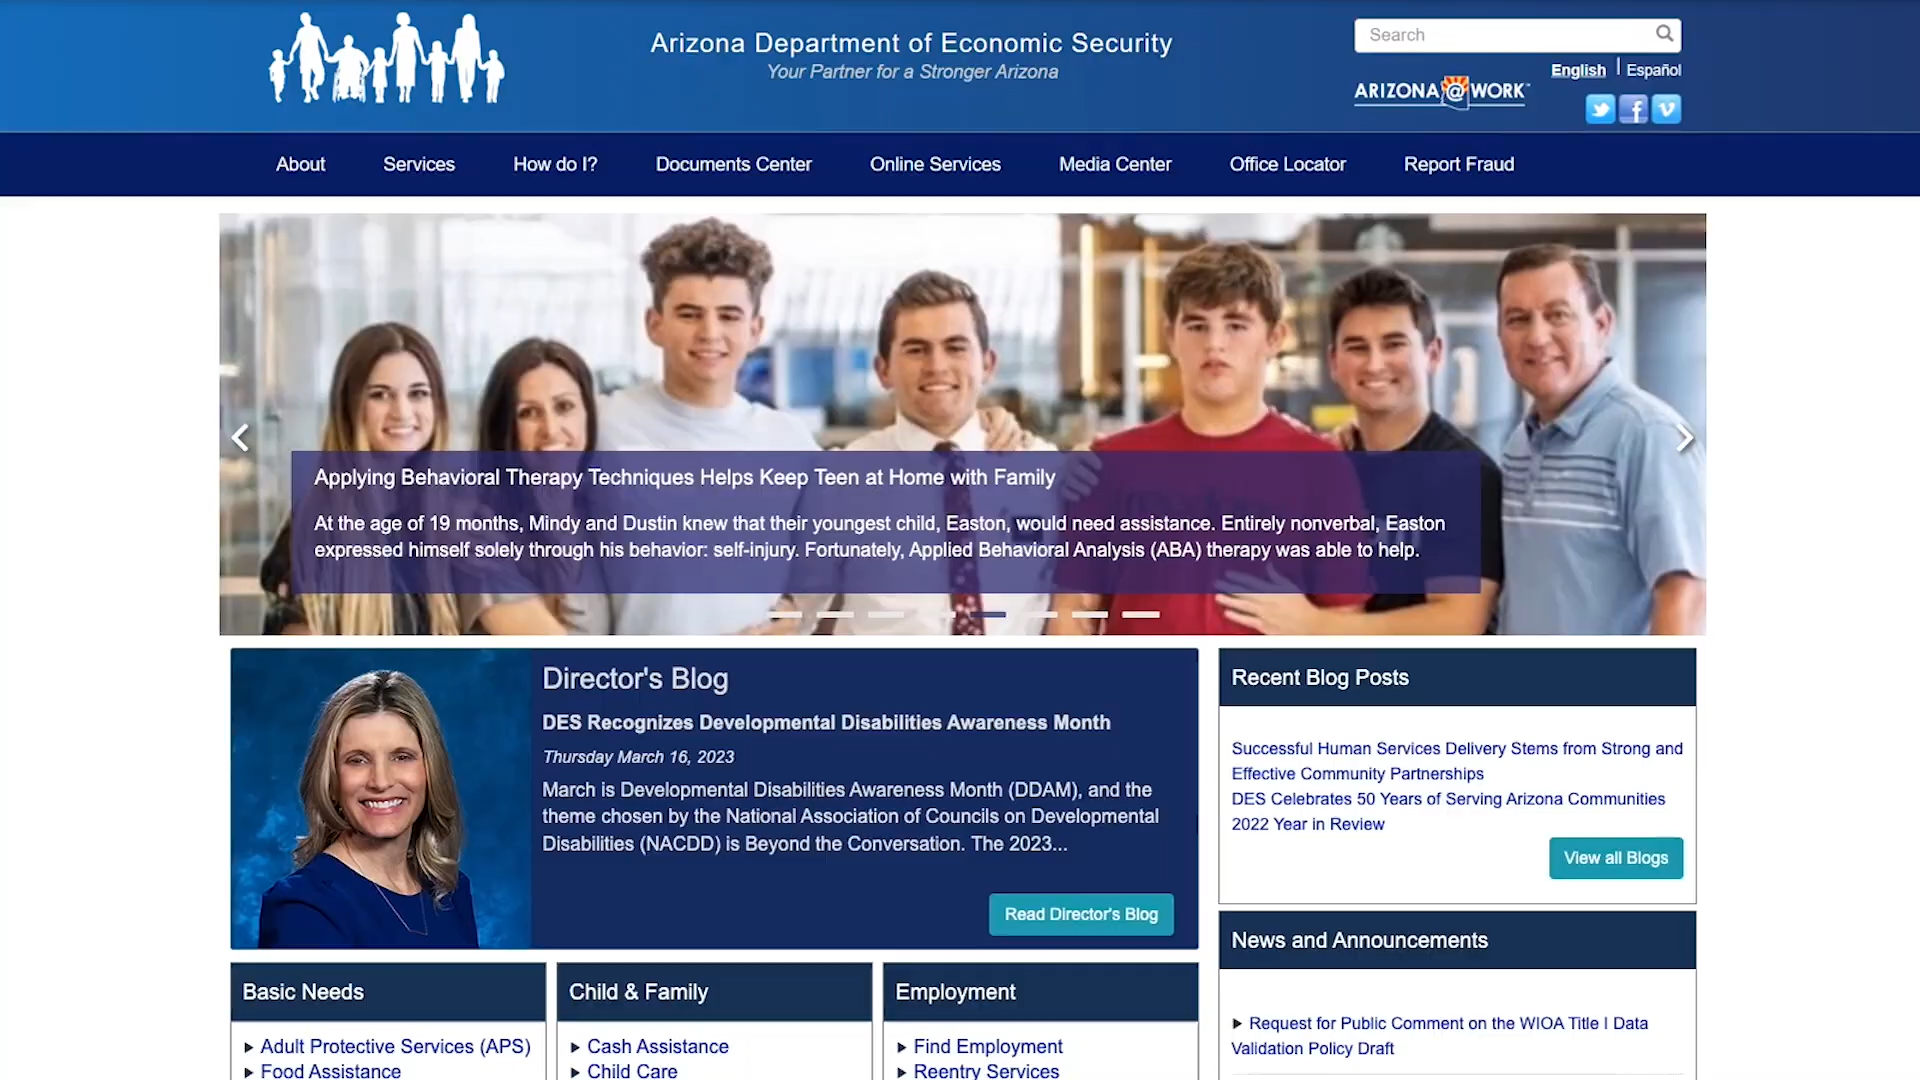 Arizona Department of Economic Security
Your Partner for a Stronger Arizona
Search
English | Español
ARIZONA@WORK™
About
Services
How do I?
Documents Center
Online Services
Media Center
Office Locator
Report Fraud
Applying Behavioral Therapy Techniques Helps Keep Teen at Home with Family
At the age of 19 months, Mindy and Dustin knew that their youngest child, Easton, would need assistance. Entirely nonverbal, Easton
expressed himself solely through his behavior: self-injury. Fortunately, Applied Behavioral Analysis (ABA) therapy was able to help.
Director's Blog
DES Recognizes Developmental Disabilities Awareness Month
Thursday March 16, 2023
March is Developmental Disabilities Awareness Month (DDAM), and the
theme chosen by the National Association of Councils on Developmental
Disabilities (NACDD) is Beyond the Conversation. The 2023...
Read Director's Blog
Recent Blog Posts
Successful Human Services Delivery Stems from Strong and
Effective Community Partnerships
DES Celebrates 50 Years of Serving Arizona Communities
2022 Year in Review
View all Blogs
News and Announcements
Request for Public Comment on the WIOA Title I Data
Validation Policy Draft
Basic Needs
Adult Protective Services (APS)
Food Assistance
Child & Family
Cash Assistance
Child Care
Employment
Find Employment
Reentry Services